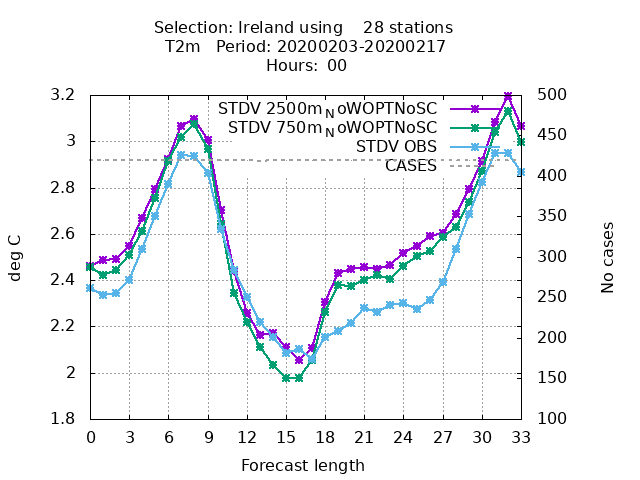 Selection: Ireland using    28 stations
T2m   Period: 20200203-20200217
Hours:  00
STDV 2500m_NoWOPTNoSC
STDV 750m_NoWOPTNoSC
STDV OBS
CASES
deg C
3.2
3
2.8
2.6
2.4
2.2
2
1.8
500
450
400
350
300
250
200
150
100
No cases
0 3 6 9 12 15 18 21 24 27 30 33
Forecast length